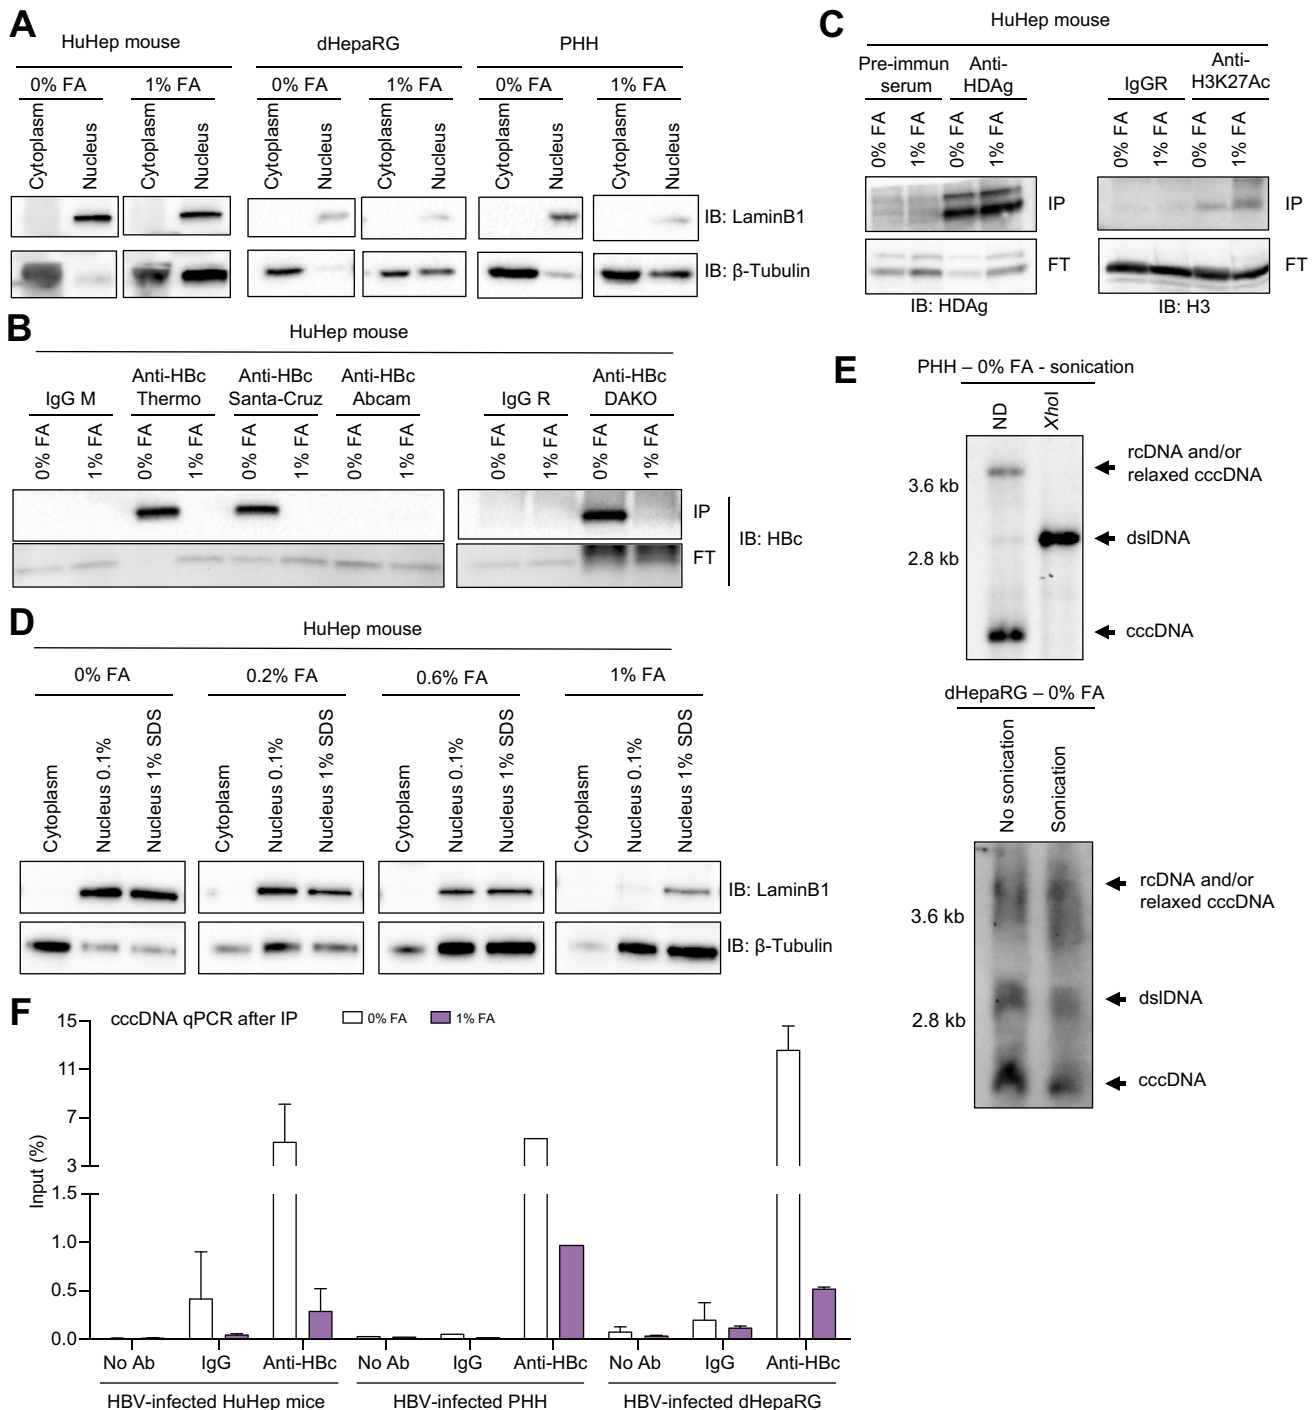 A
HuHep mouse
dHepaRG
PHH
0% FA
1% FA
0% FA
1% FA
0% FA
1% FA
Cytoplasm
Nucleus
Cytoplasm
Nucleus
Cytoplasm
Nucleus
Cytoplasm
Nucleus
Cytoplasm
Nucleus
Cytoplasm
Nucleus
IB: LaminB1
IB: β-Tubulin
B
HuHep mouse
IgG M
Anti-HBc
Thermo
Anti-HBc
Santa-Cruz
Anti-HBc
Abcam
IgG R
Anti-HBc
DAKO
0% FA
1% FA
0% FA
1% FA
0% FA
1% FA
0% FA
1% FA
0% FA
1% FA
0% FA
1% FA
IP
FT
IB: HBc
C
HuHep mouse
Pre-immun
serum
Anti-
HDAg
IgGR
Anti-
H3K27Ac
0% FA
1% FA
0% FA
1% FA
0% FA
1% FA
0% FA
1% FA
IP
FT
IP
FT
IB: HDAg
IB: H3
D
HuHep mouse
0% FA
0.2% FA
0.6% FA
1% FA
Cytoplasm
Nucleus 0.1%
Nucleus 1% SDS
Cytoplasm
Nucleus 0.1%
Nucleus 1% SDS
Cytoplasm
Nucleus 0.1%
Nucleus 1% SDS
Cytoplasm
Nucleus 0.1%
Nucleus 1% SDS
IB: LaminB1
IB: β-Tubulin
E
PHH – 0% FA - sonication
ND
XhoI
3.6 kb
2.8 kb
rcDNA and/or
relaxed cccDNA
dslDNA
cccDNA
dHepaRG – 0% FA
No sonication
Sonication
3.6 kb
2.8 kb
rcDNA and/or
relaxed cccDNA
dslDNA
cccDNA
F
cccDNA qPCR after IP
0% FA
1% FA
Input (%)
15
11
7
3
1.5
1.0
0.5
0.0
No Ab
IgG
Anti-HBc
No Ab
IgG
Anti-HBc
No Ab
IgG
Anti-HBc
HBV-infected HuHep mice
HBV-infected PHH
HBV-infected dHepaRG